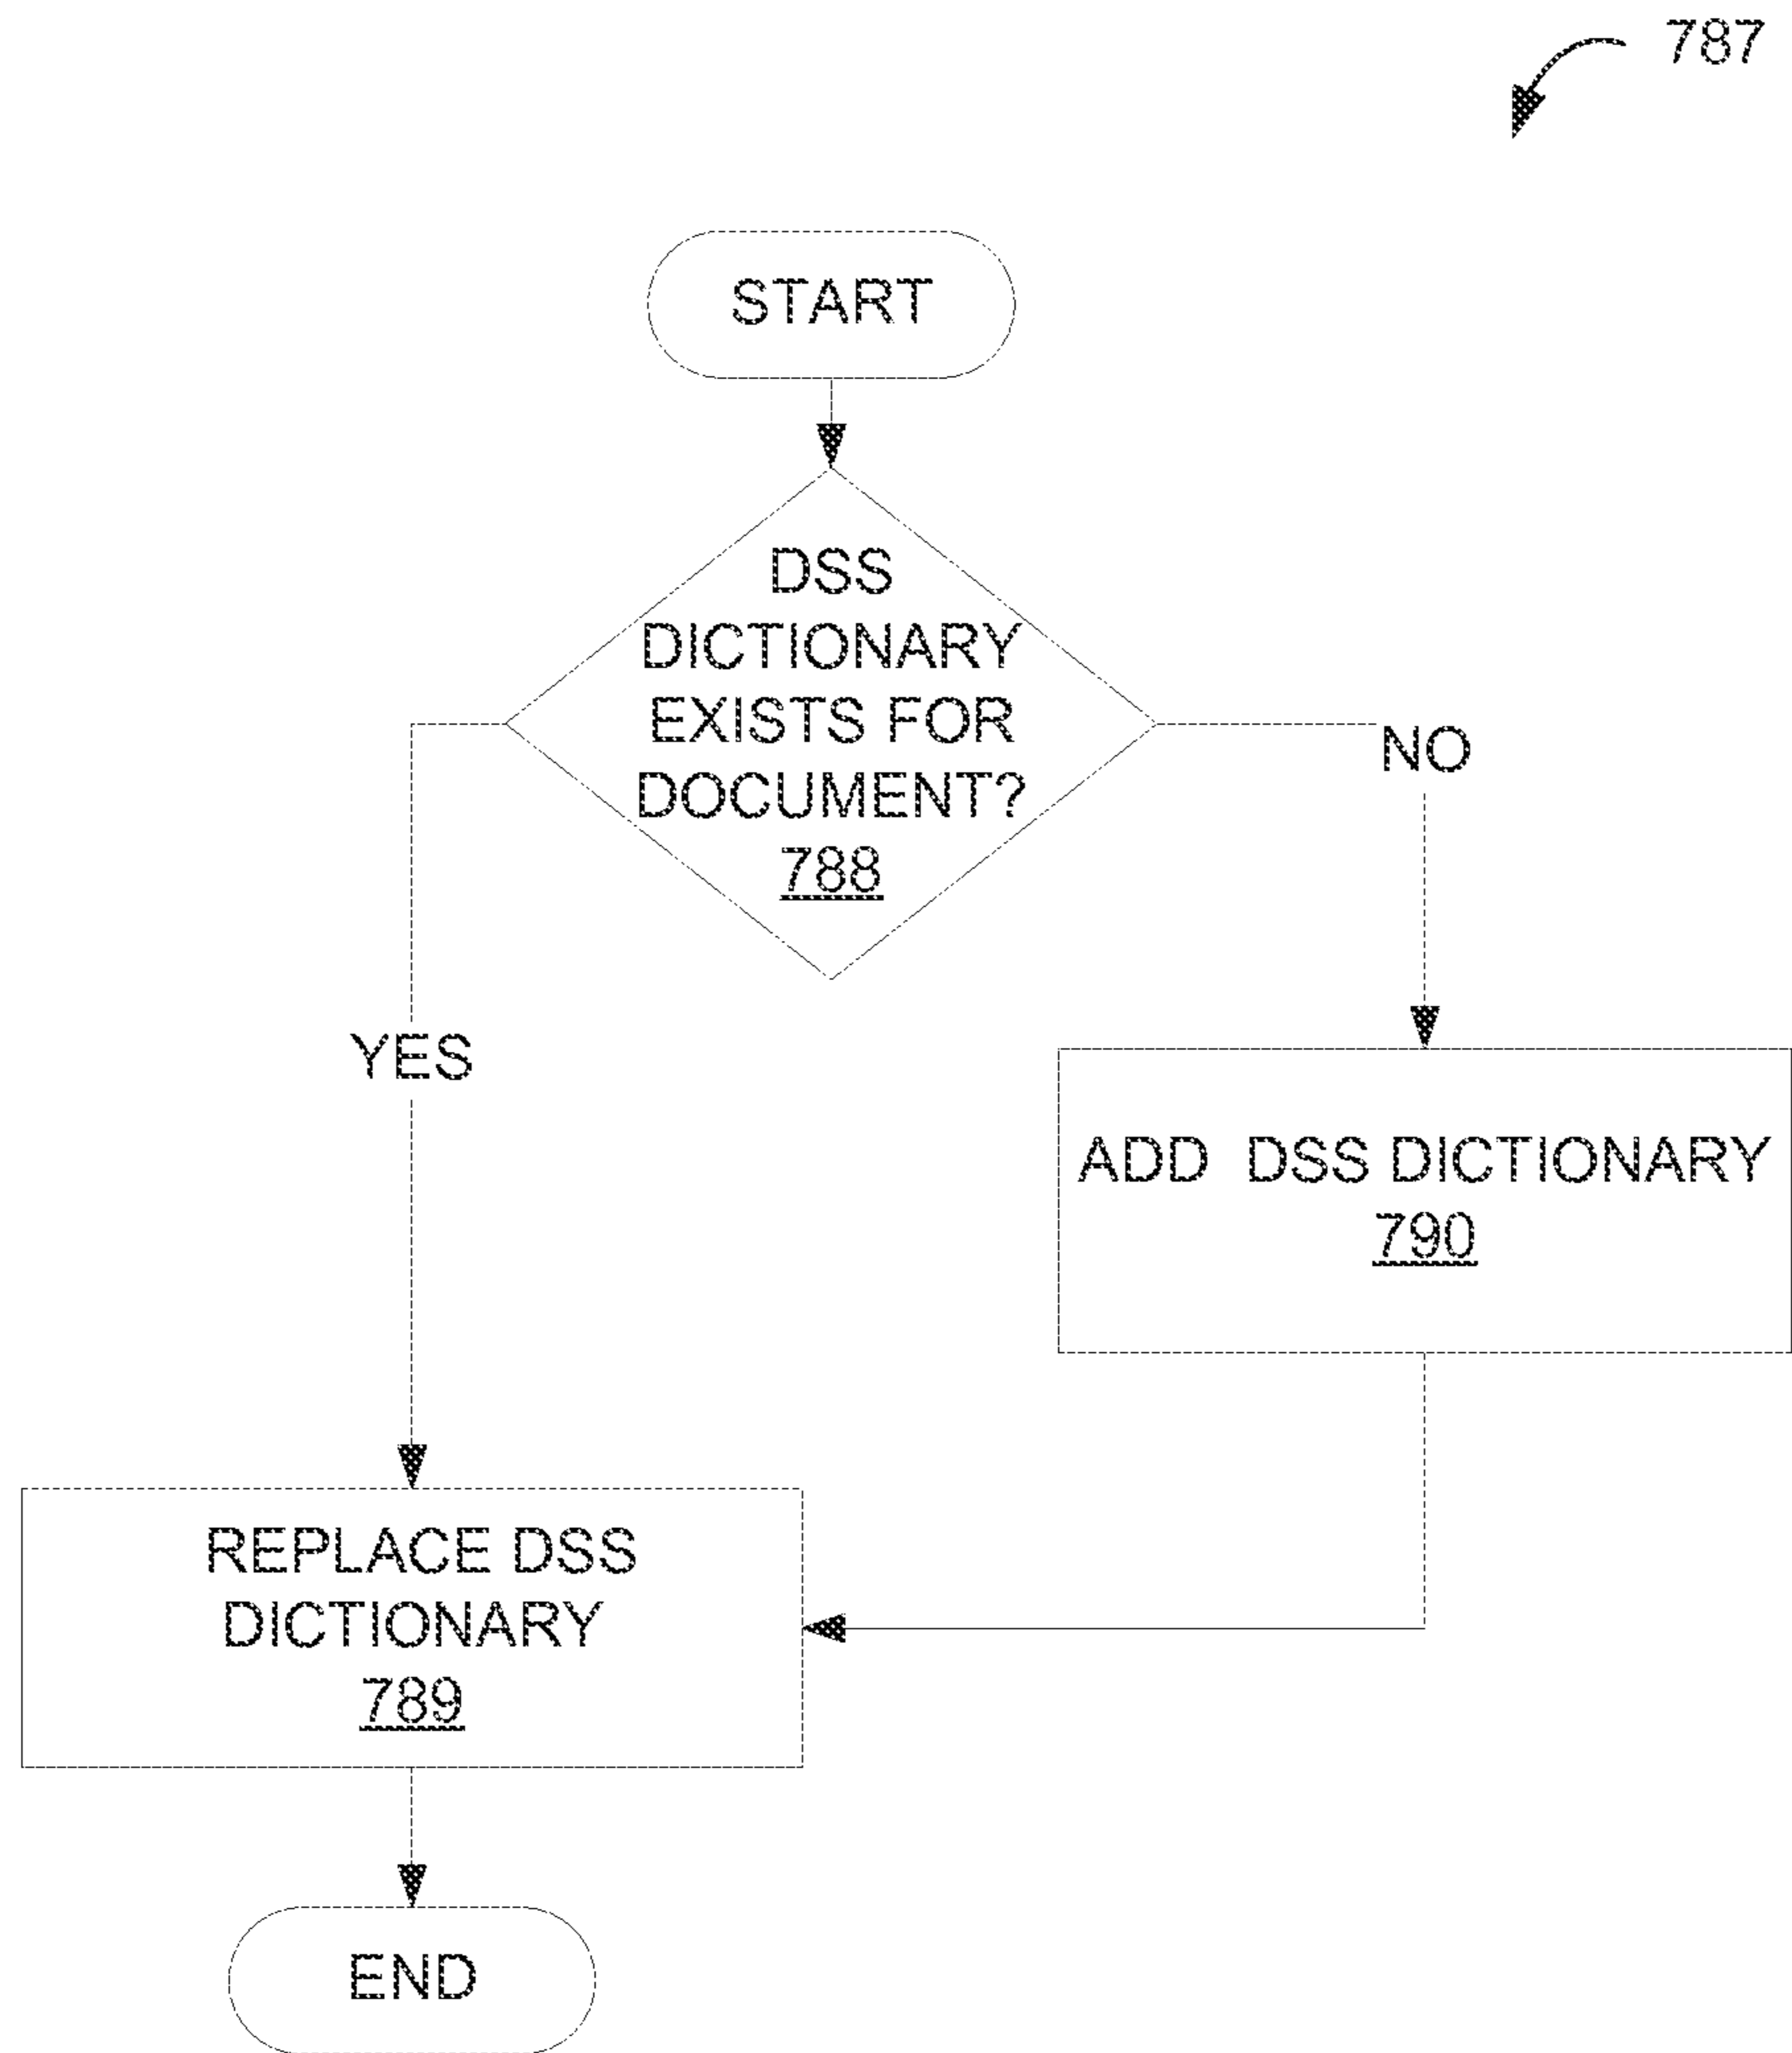 787
START
DSS
DICTIONARY
EXISTS FOR
DOCUMENT?
788
NO
YES
ADD DSS DICTIONARY
790
REPLACE DSS
DICTIONARY
789
END